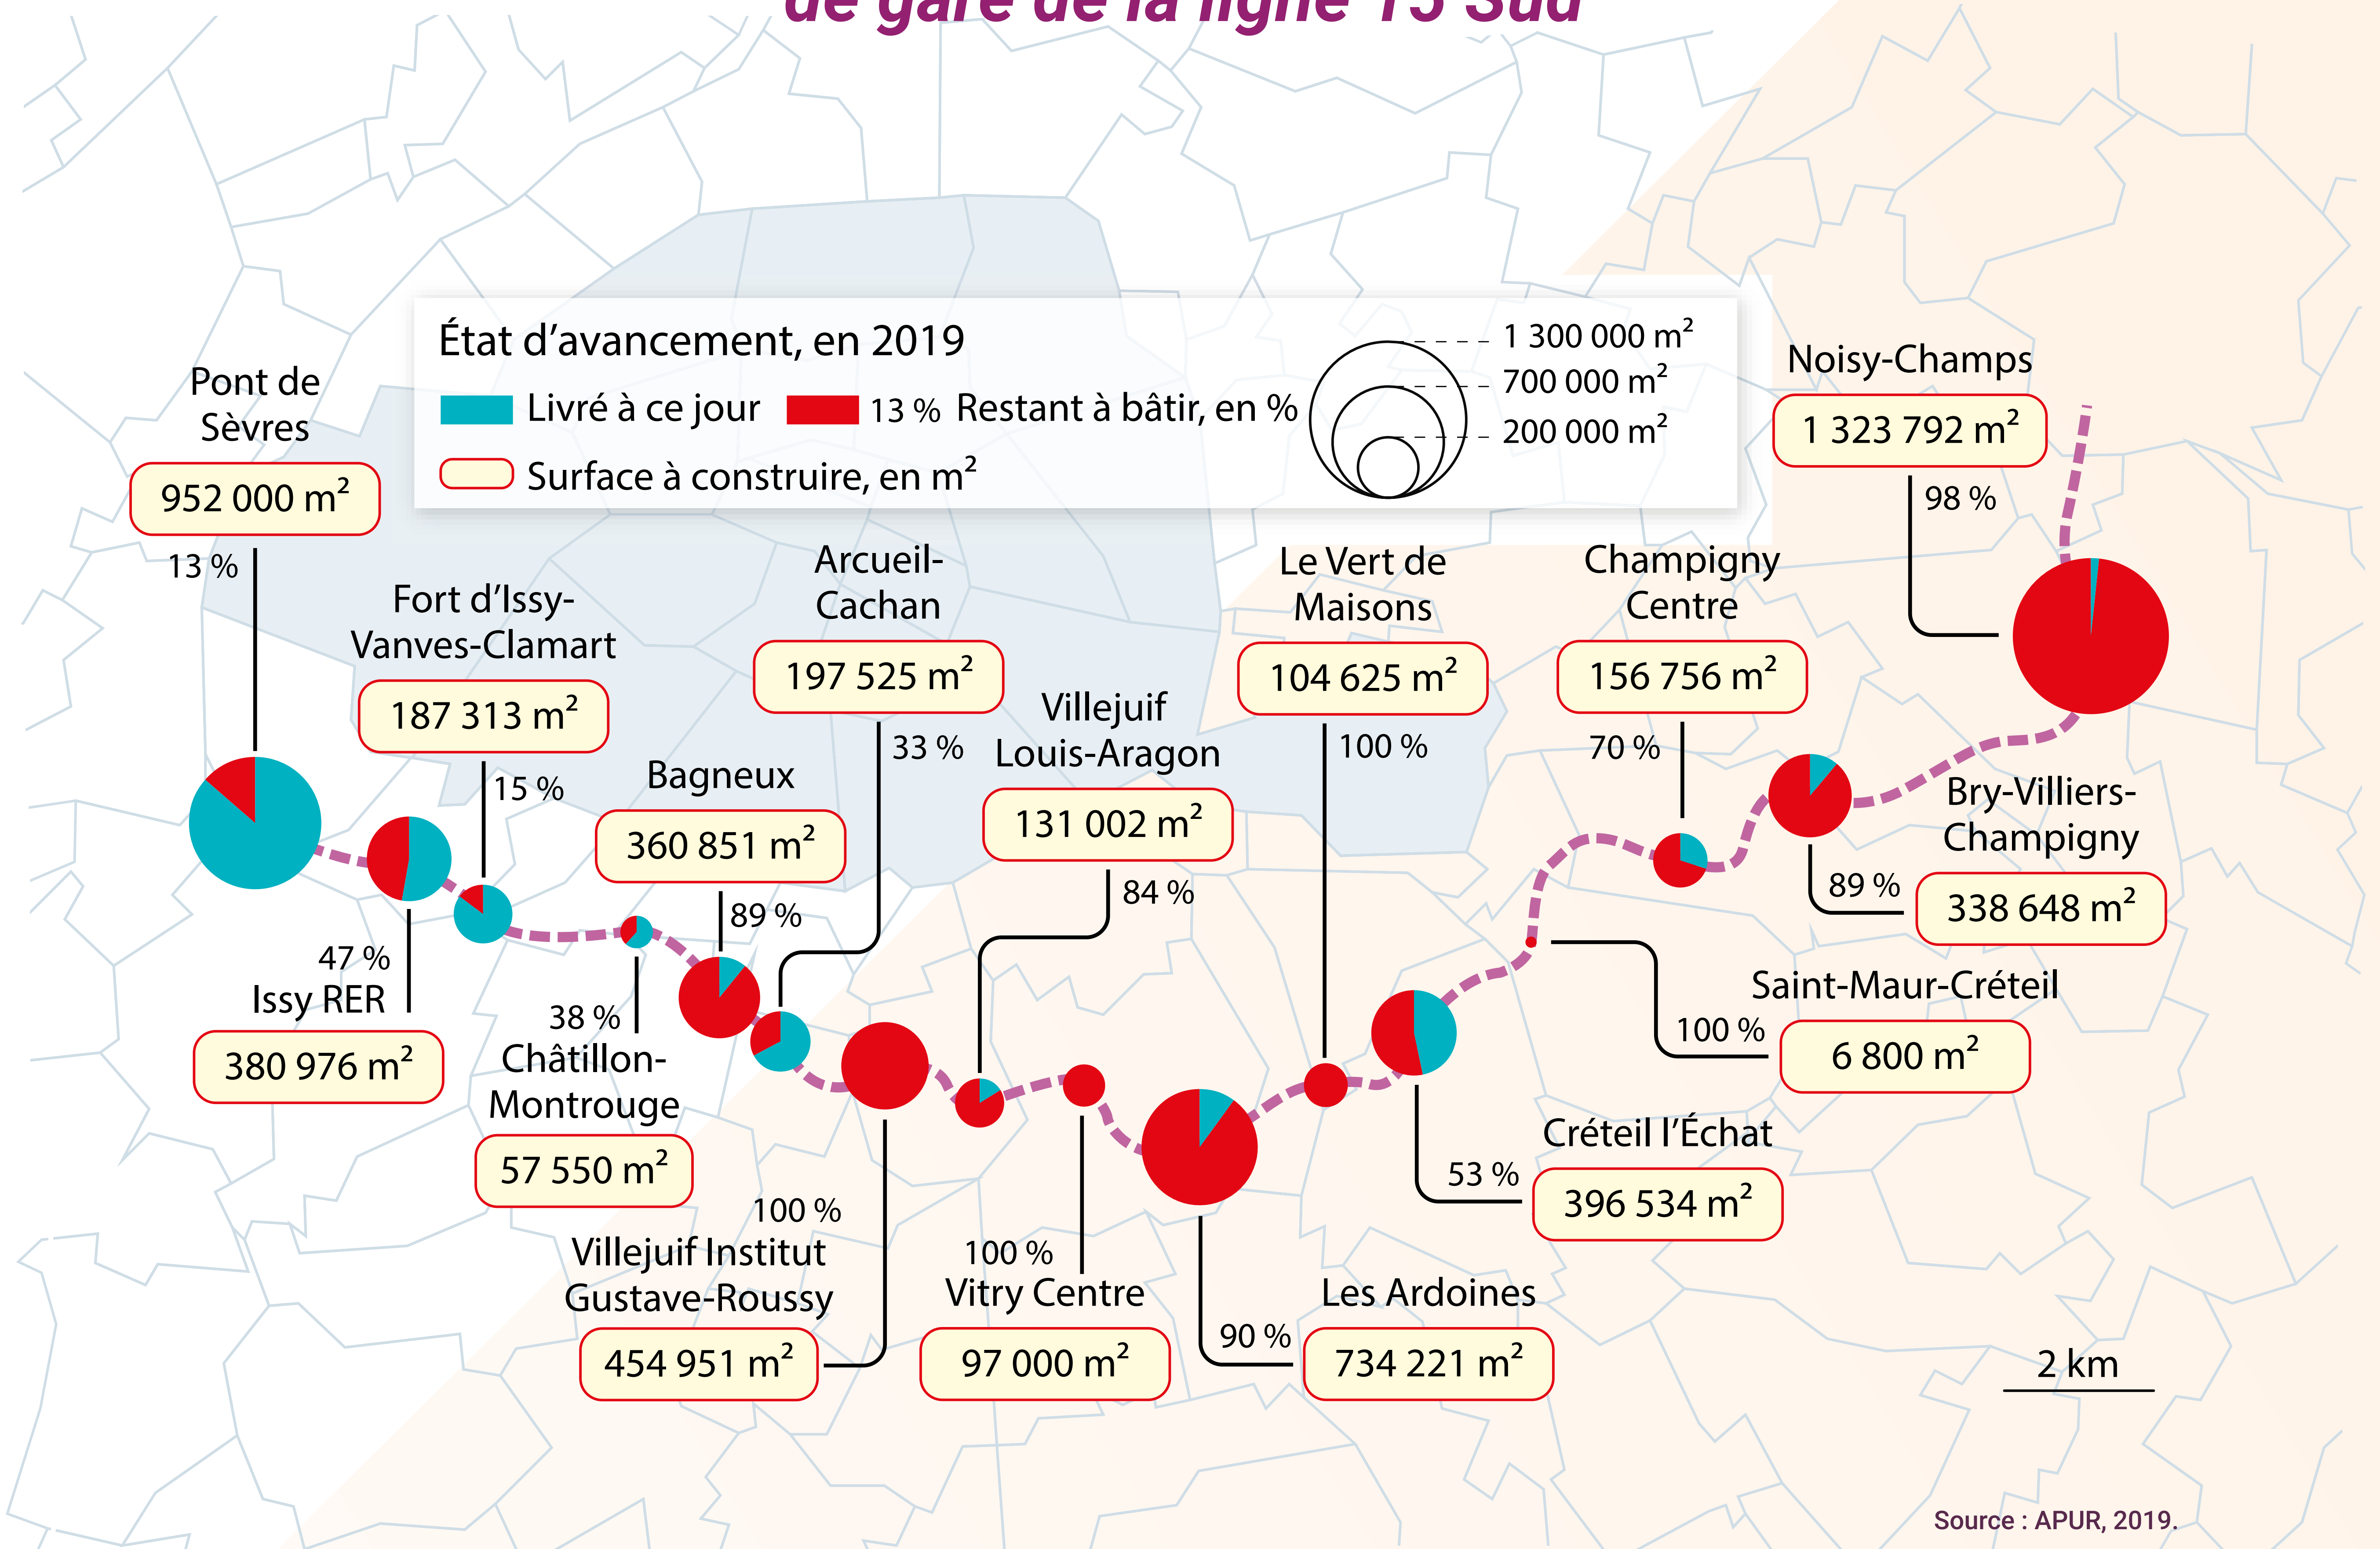 de gare de la ligne 15 Sud
État d’avancement, en 2019
Livré à ce jour
13 % Restant à bâtir, en %
Surface à construire, en m²
1 300 000 m²
700 000 m²
200 000 m²
Pont de
Sèvres
952 000 m²
13 %
Fort d’Issy-
Vanves-Clamart
187 313 m²
15 %
47 %
Issy RER
380 976 m²
38 %
Châtillon-
Montrouge
57 550 m²
Bagneux
360 851 m²
89 %
Arcueil-
Cachan
197 525 m²
33 %
100 %
Villejuif Institut
Gustave-Roussy
454 951 m²
Villejuif
Louis-Aragon
131 002 m²
84 %
100 %
Vitry Centre
97 000 m²
90 %
Les Ardoines
734 221 m²
Le Vert de
Maisons
104 625 m²
100 %
53 %
Créteil l’Échat
396 534 m²
Saint-Maur-Créteil
100 %
6 800 m²
Champigny
Centre
156 756 m²
70 %
Bry-Villiers-
Champigny
89 %
338 648 m²
Noisy-Champs
1 323 792 m²
98 %
2 km
Source : APUR, 2019.